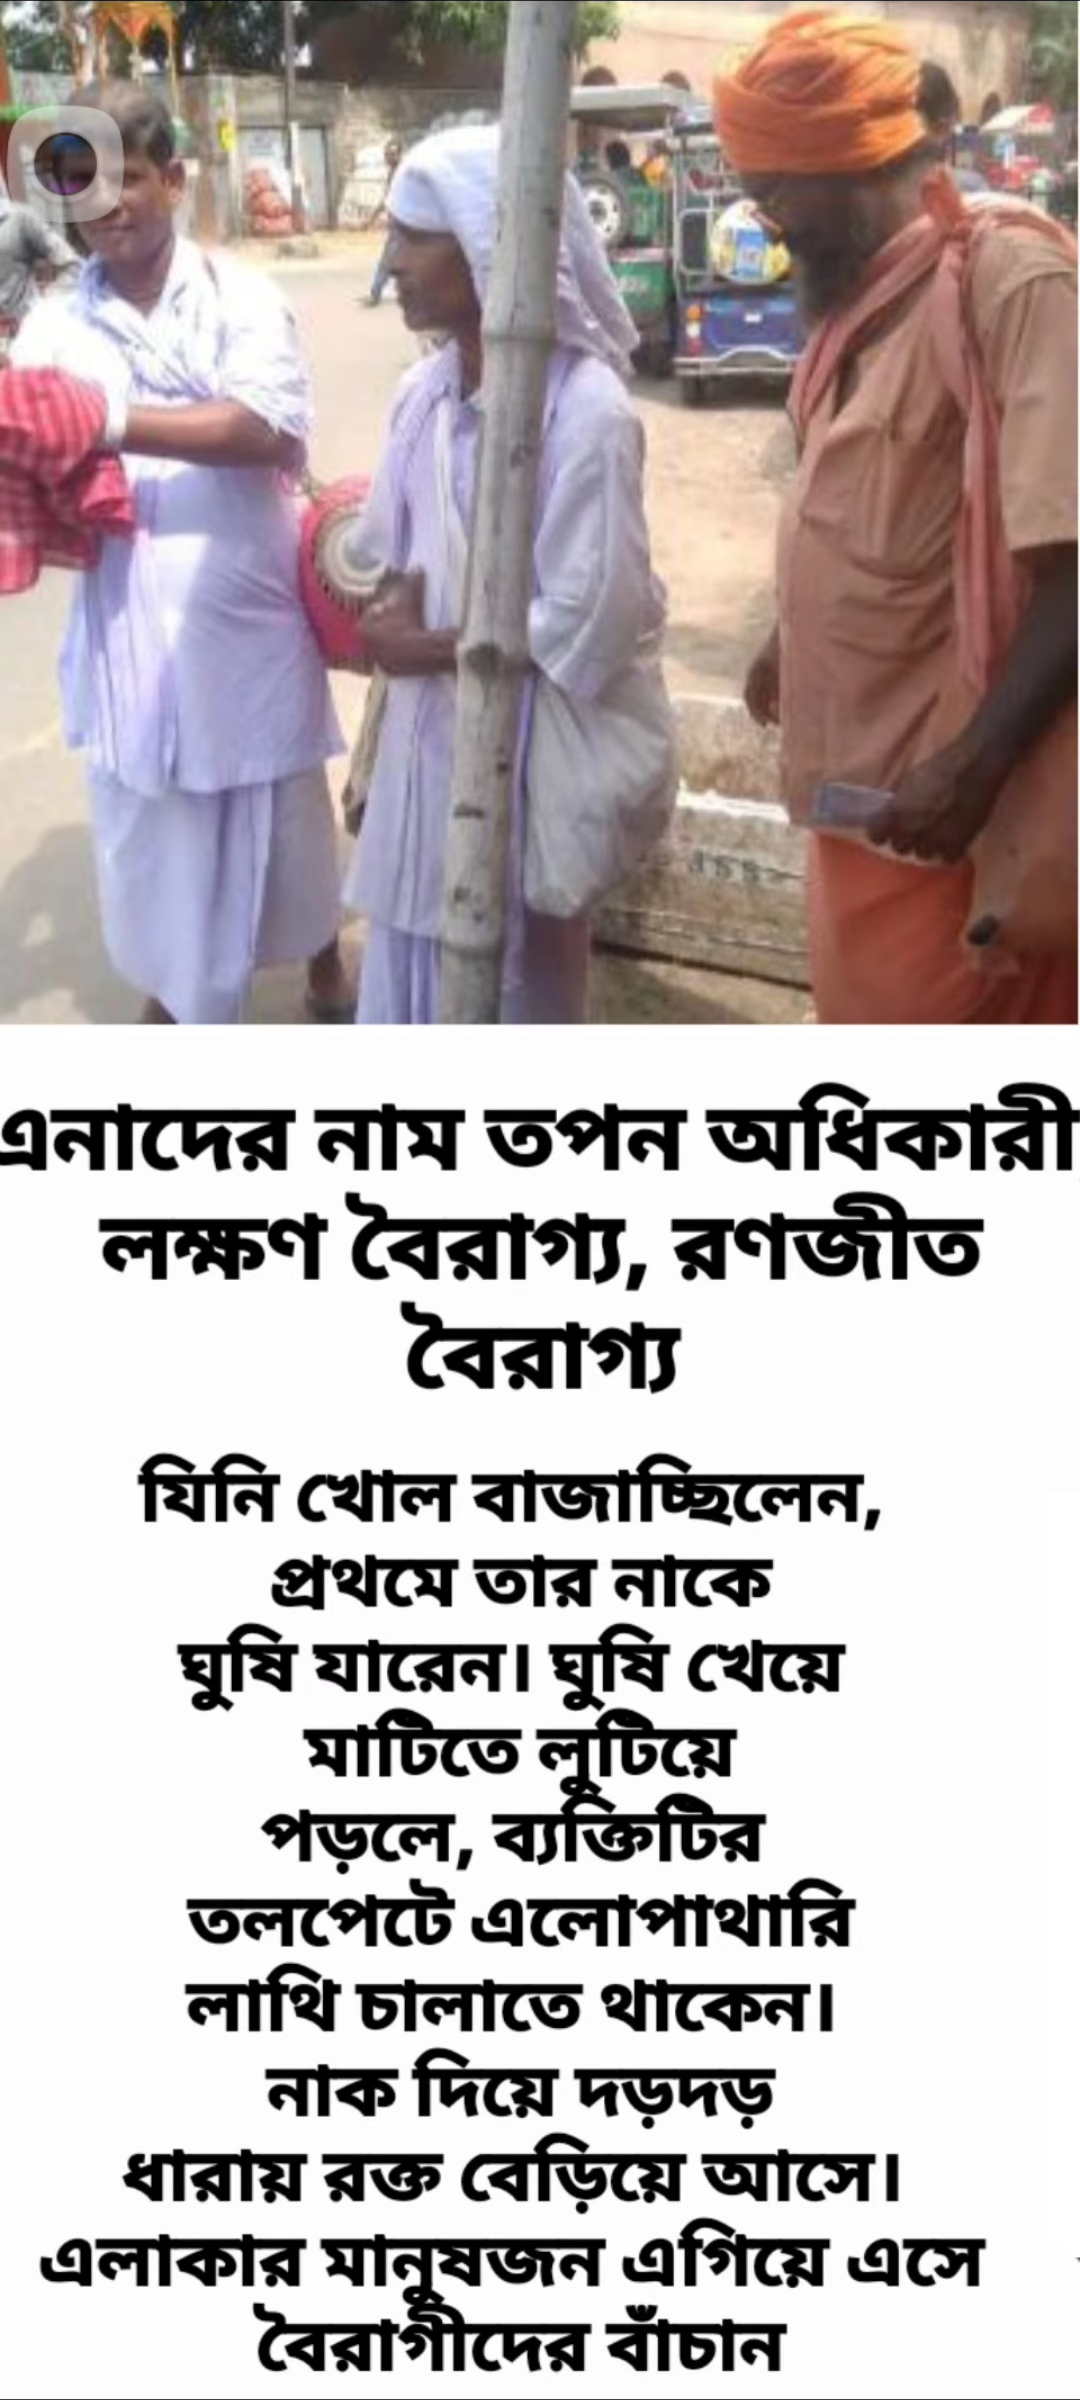 এনাদের নাম তপন অধিকারী,
লক্ষণ বৈরাগ্য, রণজীত
বৈরাগ্য
যিনি খোল বাজাচ্ছিলেন,
প্রথমে তার নাকে
ঘুষি যারেন। ঘুষি খেয়ে
মাটিতে লুটিয়ে
পড়লে, ব্যক্তিটির
তলপেটে এলোপাথারি
লাথি চালাতে থাকেন।
নাক দিয়ে দড়দড়
ধারায় রক্ত বেড়িয়ে আসে।
এলাকার মানুষজন এগিয়ে এসে
বৈরাগীদের বাঁচান